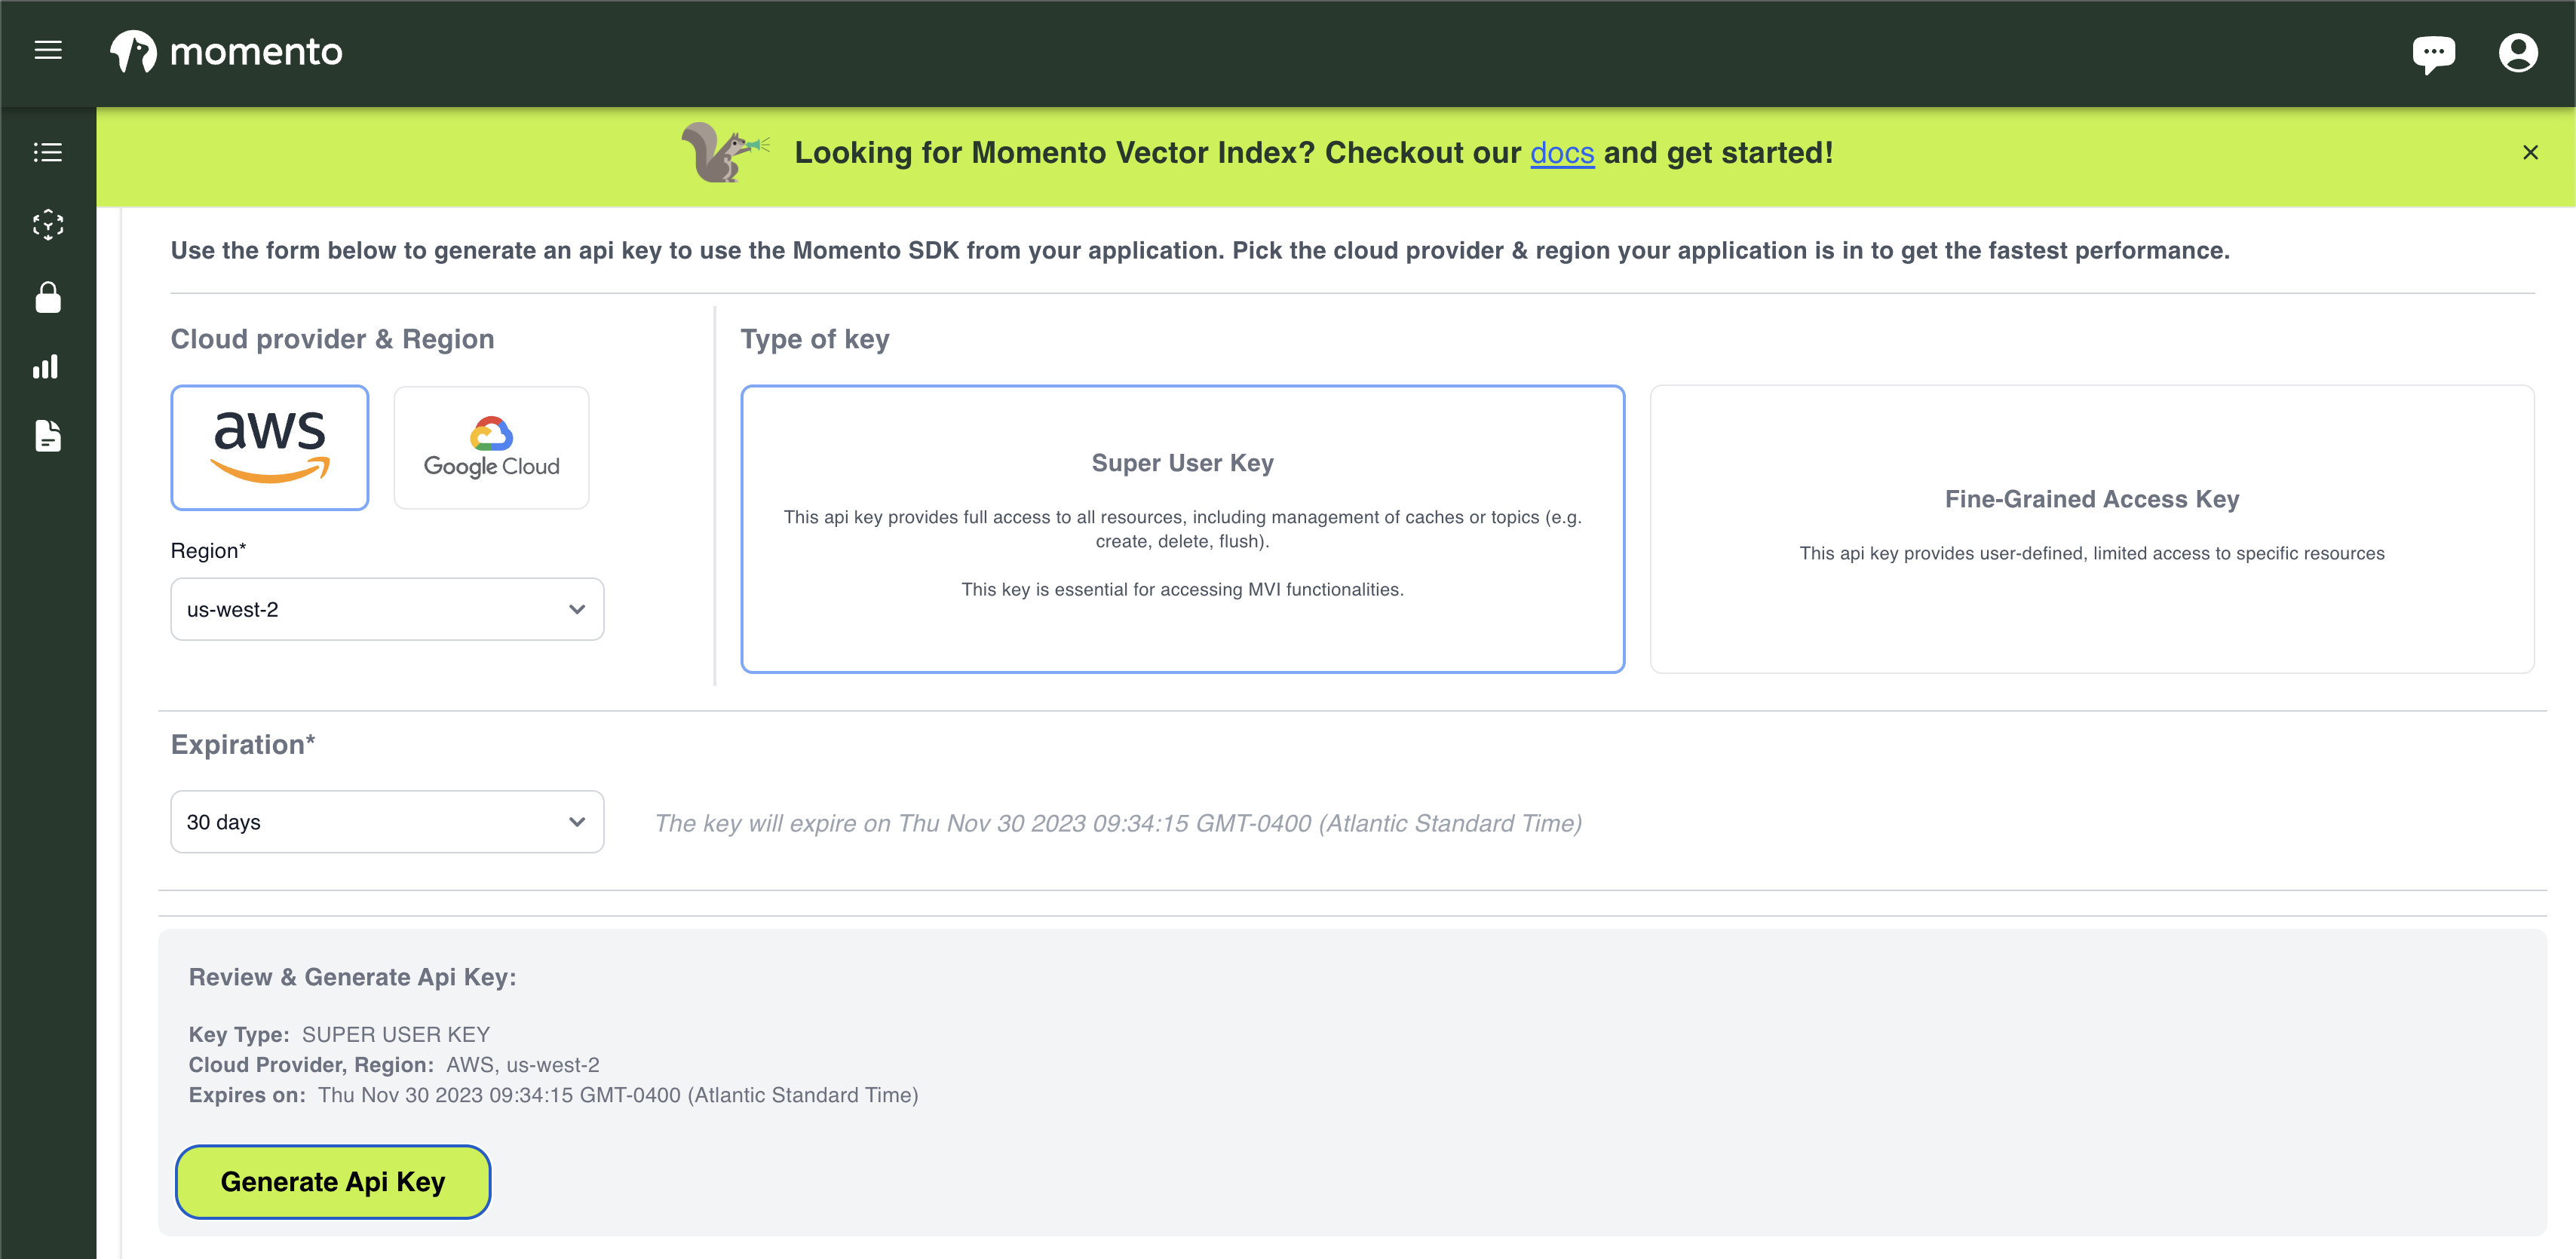 momento
Looking for Momento Vector Index? Checkout our docs and get started!
Use the form below to generate an api key to use the Momento SDK from your application. Pick the cloud provider & region your application is in to get the fastest performance.
Cloud provider & Region
aws
Google Cloud
Region*
us-west-2
Type of key
Super User Key
This api key provides full access to all resources, including management of caches or topics (e.g.
create, delete, flush).
This key is essential for accessing MVI functionalities.
Fine-Grained Access Key
This api key provides user-defined, limited access to specific resources
Expiration*
30 days
The key will expire on Thu Nov 30 2023 09:34:15 GMT-0400 (Atlantic Standard Time)
Review & Generate Api Key:
Key Type: SUPER USER KEY
Cloud Provider, Region: AWS, us-west-2
Expires on: Thu Nov 30 2023 09:34:15 GMT-0400 (Atlantic Standard Time)
Generate Api Key